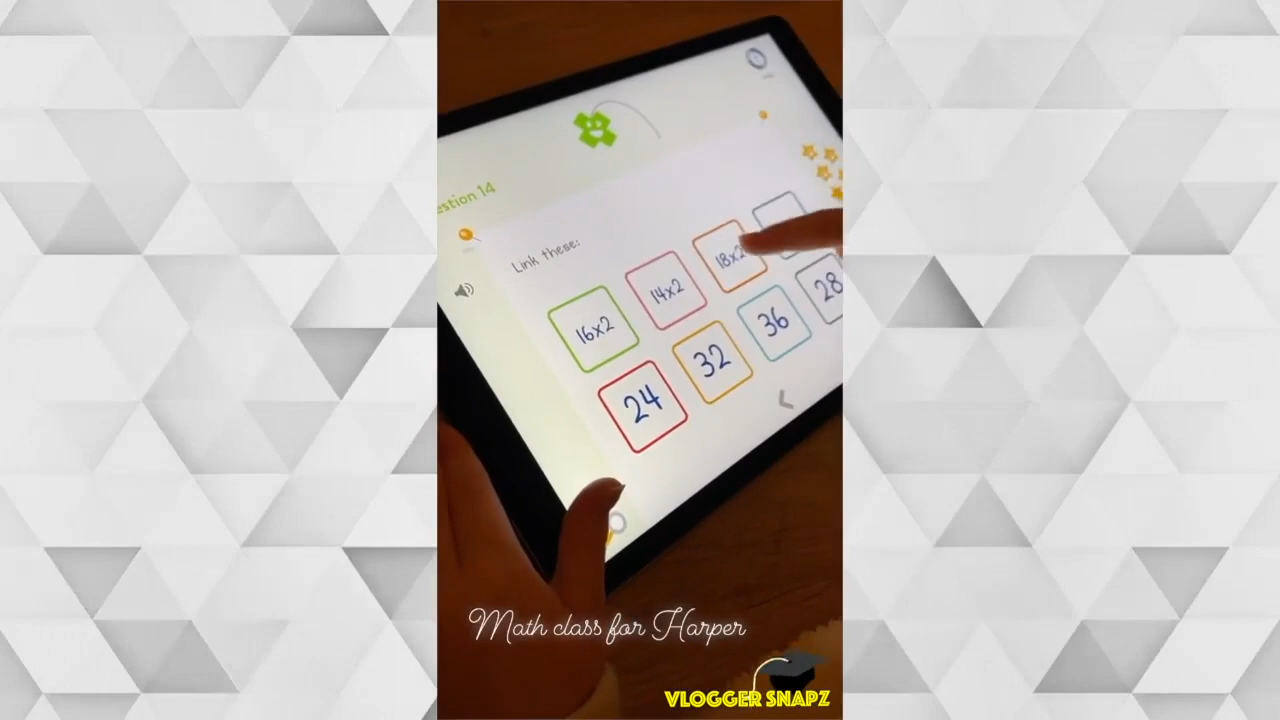 estion 14
Link these:
16x2
14x2
18x2
24
32
36
28
Math class for Harper
VLOGGER SNAPZ